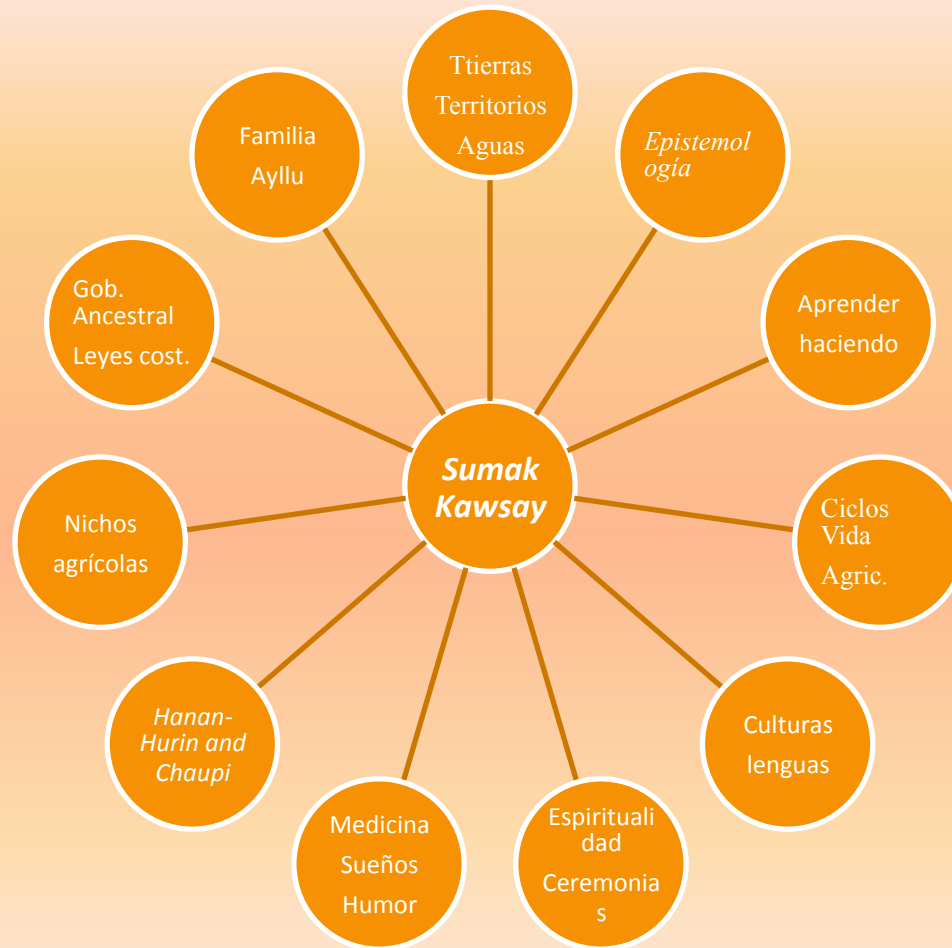 Ttierras
Territorios
Aguas
Epistemol
ogía
Aprender
haciendo
Ciclos
Vida
Agric.
Culturas
lenguas
Espirituali
dad
Ceremonia
s
Medicina
Sueños
Humor
Hanan-
Hurin and
Chaupi
Nichos
agrícolas
Gob.
Ancestral
Leyes cost.
Familia
Ayllu
Sumak
Kawsay